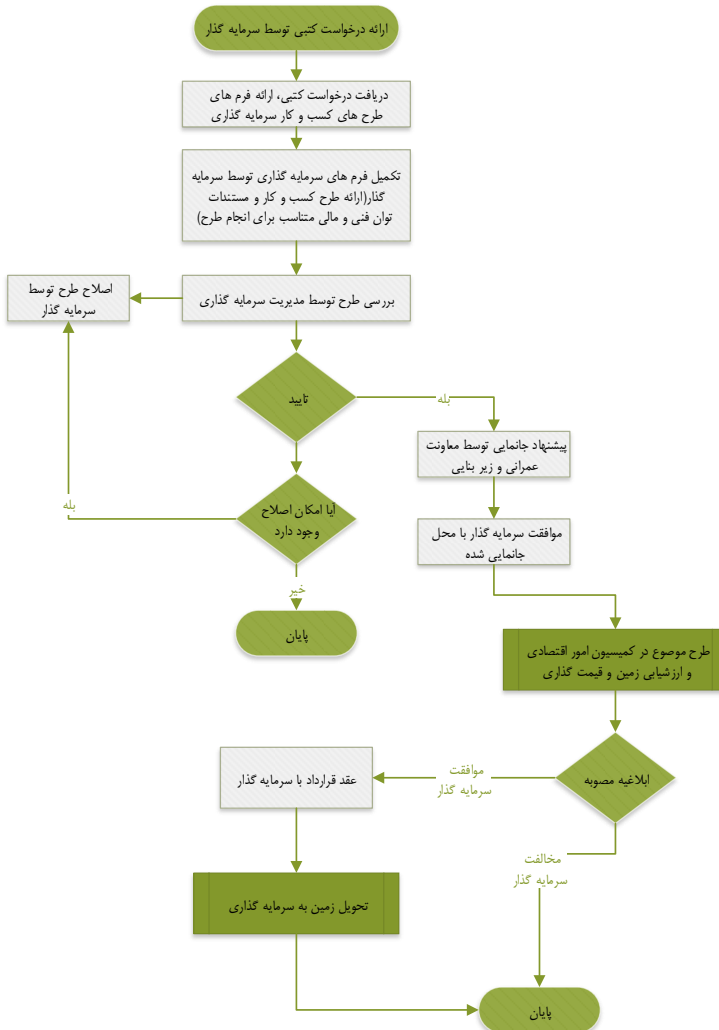 ارائه درخواست کتبی توسط سرمایه گذار
دریافت درخواست کتبی، ارائه فرم های
طرح های کسب و کار سرمایه گذاری
تکمیل فرم های سرمایه گذاری توسط سرمایه
گذار(ارائه طرح کسب و کار و مستندات
توان فنی و مالی متناسب برای انجام طرح)
بررسی طرح توسط مدیریت سرمایه گذاری
اصلاح طرح توسط
سرمایه گذار
تایید
بله
پیشنهاد جانمایی توسط معاونت
عمرانی و زیر بنایی
آیا امکان اصلاح
وجود دارد
بله
موافقت سرمایه گذار با محل
جانمایی شده
خیر
پایان
طرح موصوع در کمیسیون امور اقتصادی
و ارزشیابی زمین و قیمت گذاری
ابلاغیه مصوبه
موافقت
سرمایه گذار
عقد قرارداد با سرمایه گذار
مخالفت
سرمایه گذار
تحویل زمین به سرمایه گذاری
پایان